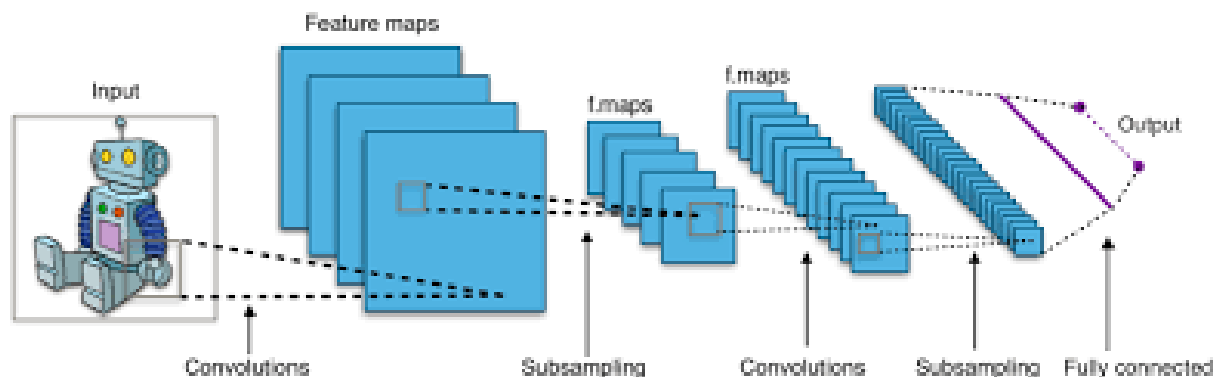 Feature maps
Input
f.maps
f.maps
Output
Convolutions
Subsampling
Convolutions
Subsampling
Fully connected